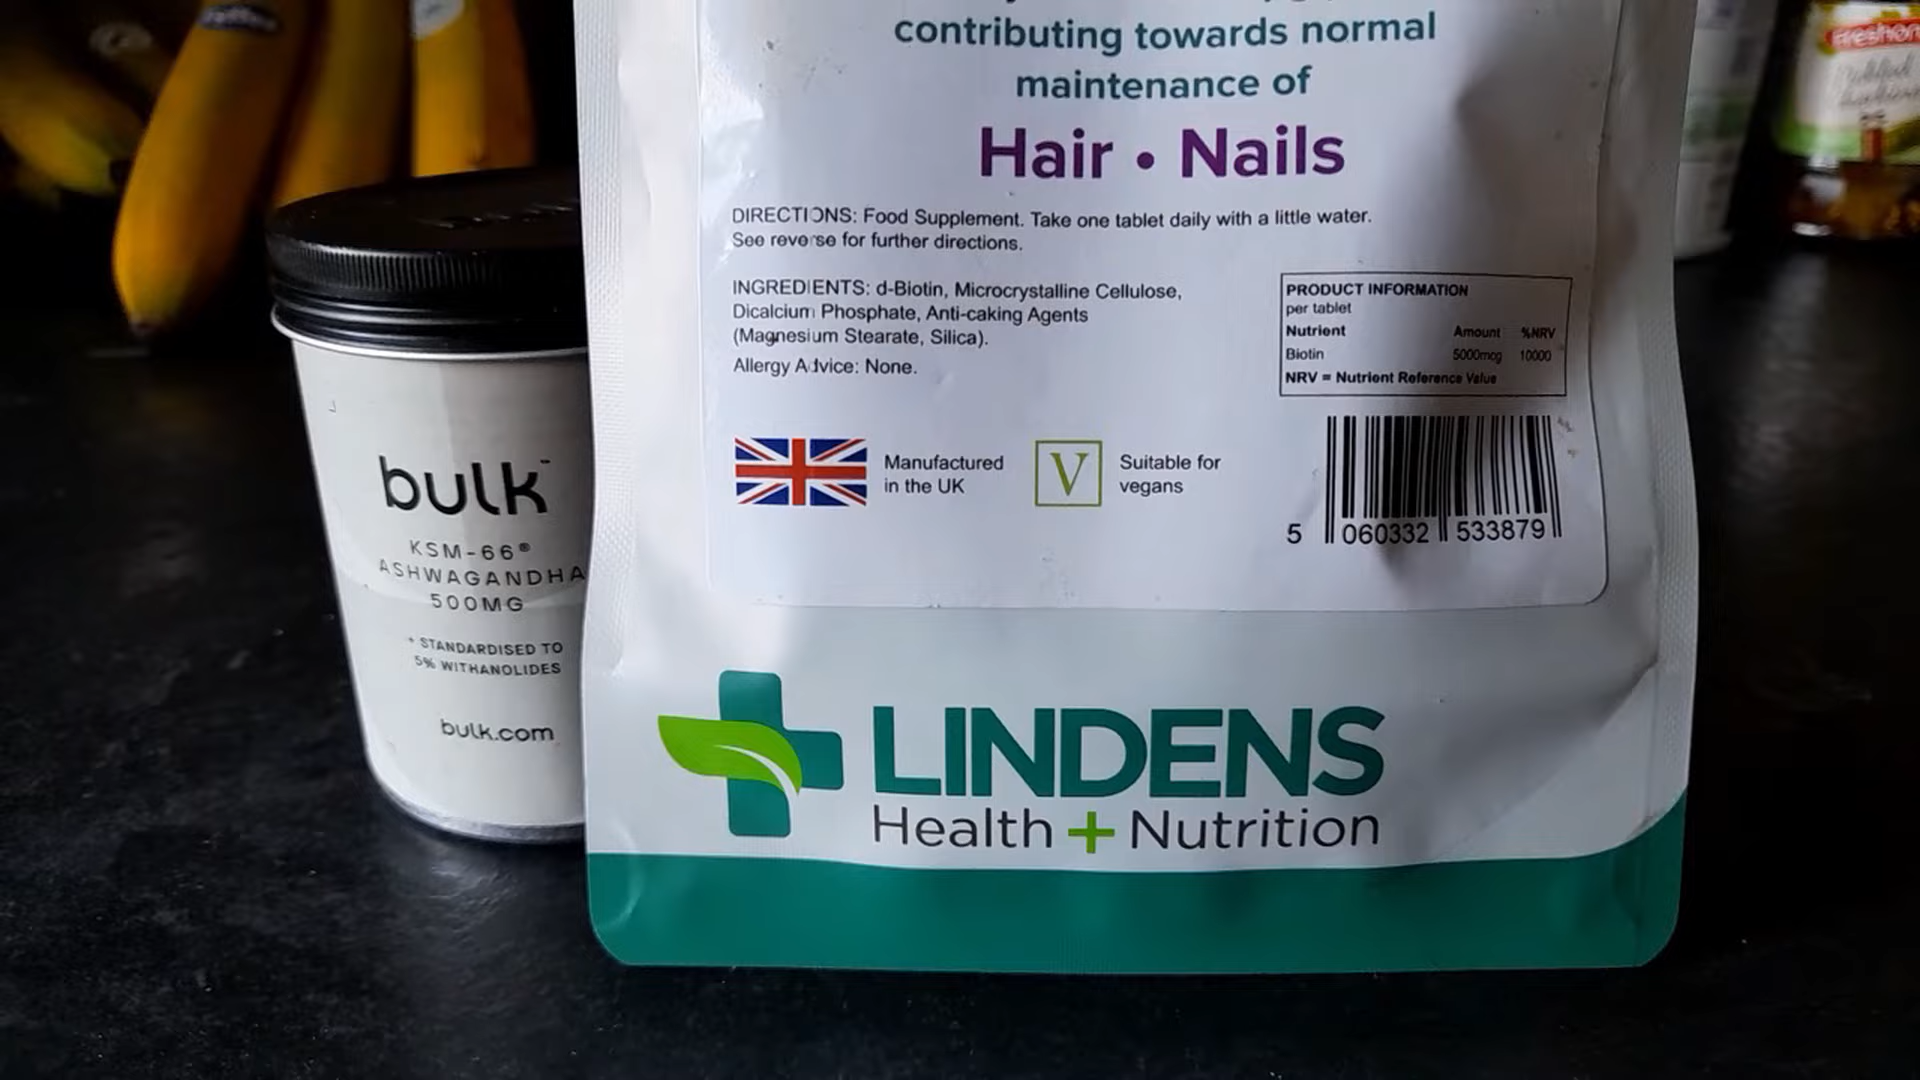 contributing towards normal
maintenance of
Hair • Nails
DIRECTIONS: Food Supplement. Take one tablet daily with a little water.
See reverse for further directions.
INGREDIENTS: d-Biotin, Microcrystalline Cellulose,
Dicalcium Phosphate, Anti-caking Agents
(Magnesium Stearate, Silica).
Allergy Advice: None.
PRODUCT INFORMATION
per tablet
Nutrient Amount %NRV
Biotin 5000mcg 10000
NRV = Nutrient Reference Value
Manufactured
in the UK
V
Suitable for
vegans
5 060332 533879
LINDENS
Health + Nutrition
bulk™
KSM-66®
ASHWAGANDHA
500MG
+ STANDARDISED TO
5% WITHANOLIDES
bulk.com